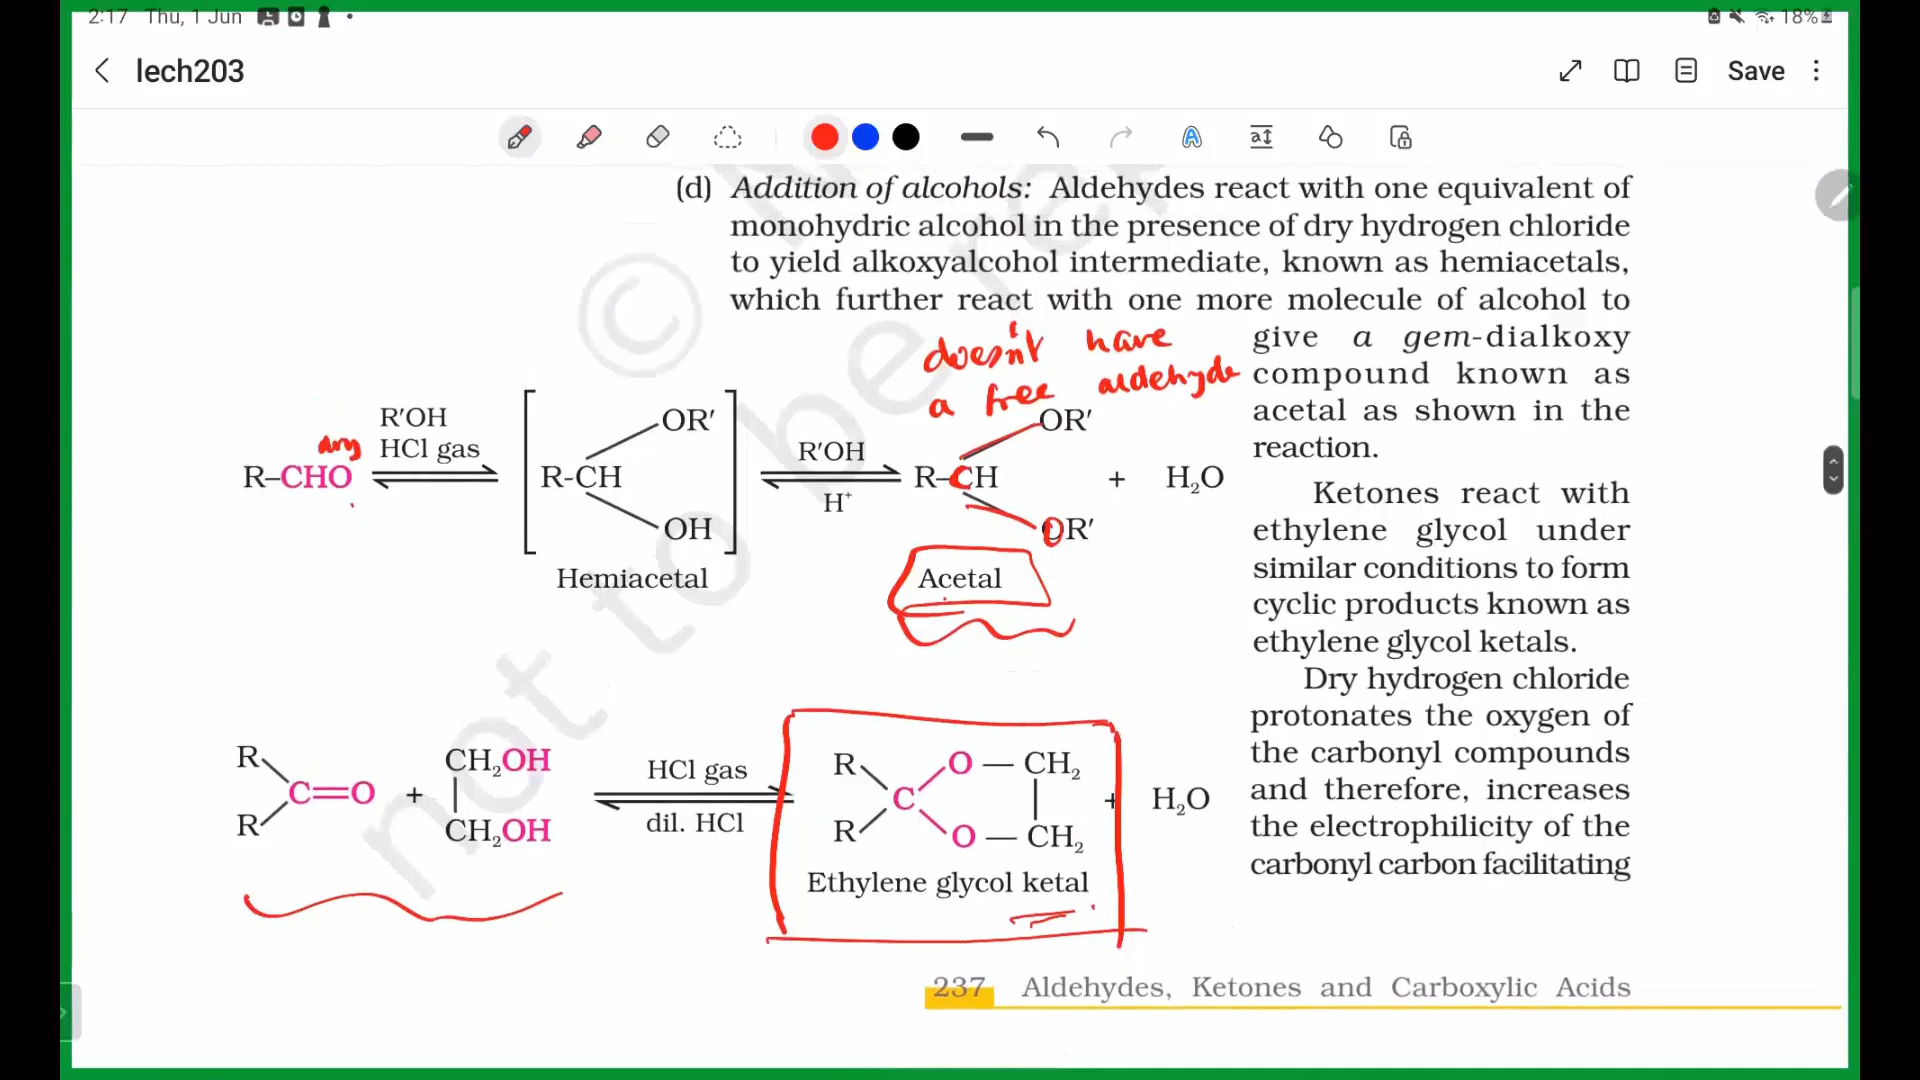 2:17 Thu, 1 Jun
18%
lech203
Save
(d) Addition of alcohols: Aldehydes react with one equivalent of
monohydric alcohol in the presence of dry hydrogen chloride
to yield alkoxyalcohol intermediate, known as hemiacetals,
which further react with one more molecule of alcohol to
give a gem-dialkoxy
compound known as
acetal as shown in the
reaction.
doesn't have
a free aldehyde
R–CHO
dry
R′OH
HCl gas
R-CH
OR′
OH
Hemiacetal
R′OH
H⁺
R–CH
OR′
OR′
+ H₂O
Acetal
Ketones react with
ethylene glycol under
similar conditions to form
cyclic products known as
ethylene glycol ketals.
Dry hydrogen chloride
protonates the oxygen of
the carbonyl compounds
and therefore, increases
the electrophilicity of the
carbonyl carbon facilitating
R
C=O
R
+
CH₂OH
CH₂OH
HCl gas
dil. HCl
R O — CH₂
C
R O — CH₂
+ H₂O
Ethylene glycol ketal
237 Aldehydes, Ketones and Carboxylic Acids
© N
not to be re